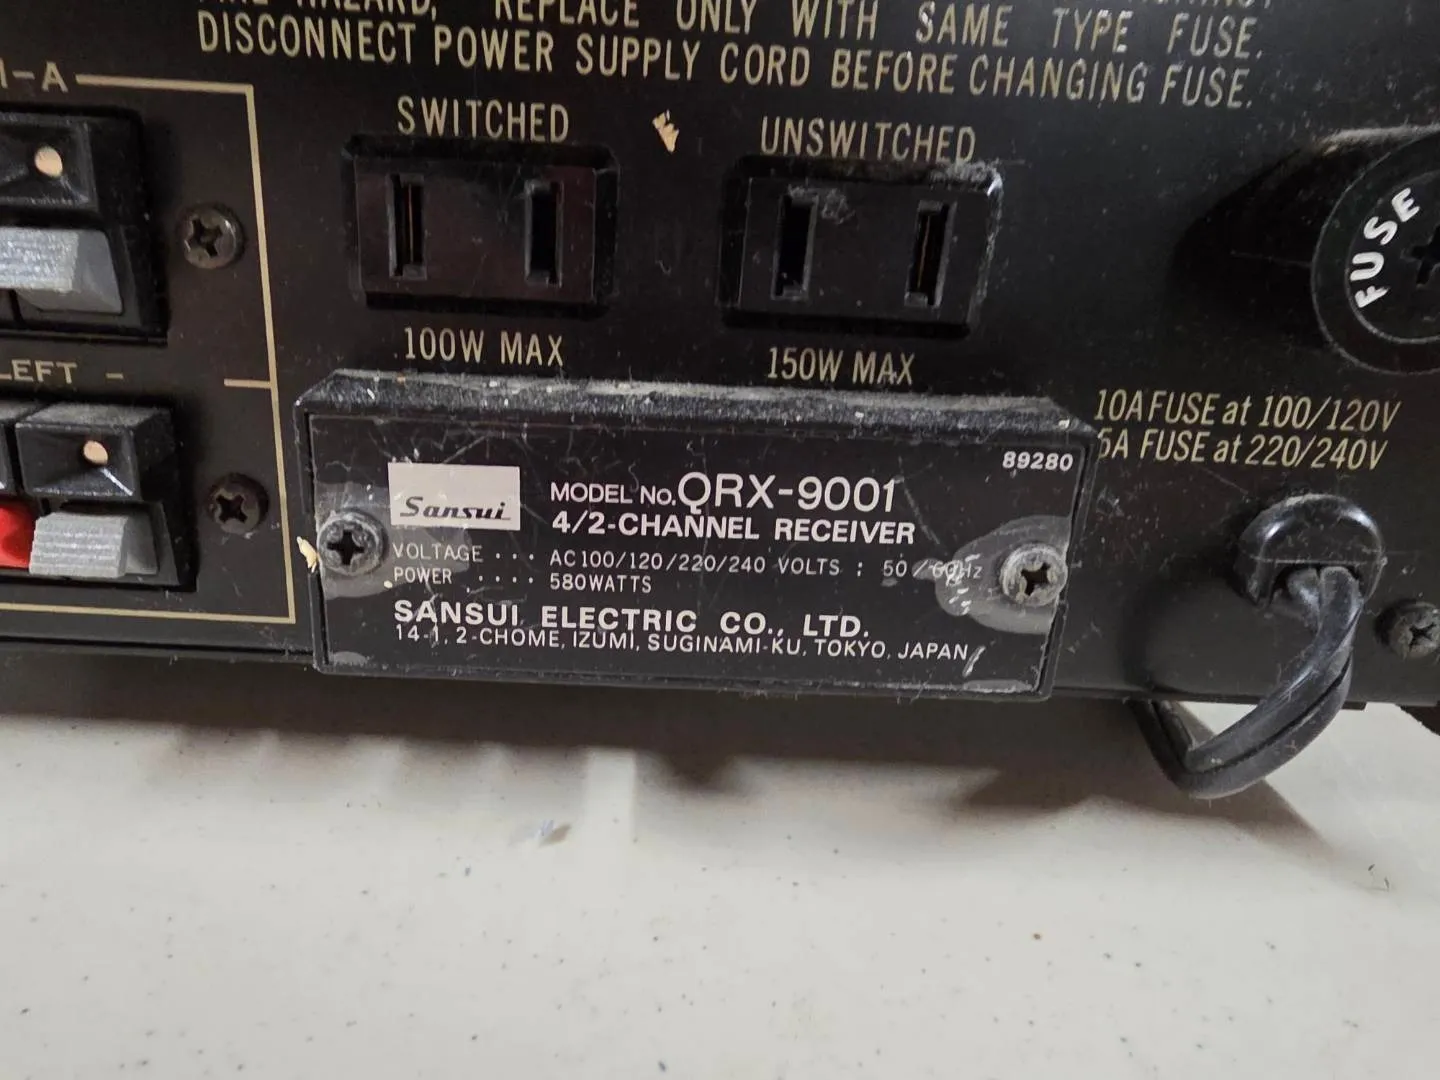 HAZARD, REPLACE ONLY WITH SAME TYPE FUSE.
DISCONNECT POWER SUPPLY CORD BEFORE CHANGING FUSE.
-A
SWITCHED
UNSWITCHED
FUSE
100W MAX
150W MAX
LEFT -
10A FUSE at 100/120V
5A FUSE at 220/240V
89280
Sansui
MODEL No. QRX-9001
4/2-CHANNEL RECEIVER
VOLTAGE ... AC 100/120/220/240 VOLTS : 50/60Hz
POWER .... 580WATTS
SANSUI ELECTRIC CO., LTD.
14-1, 2-CHOME, IZUMI, SUGINAMI-KU, TOKYO, JAPAN